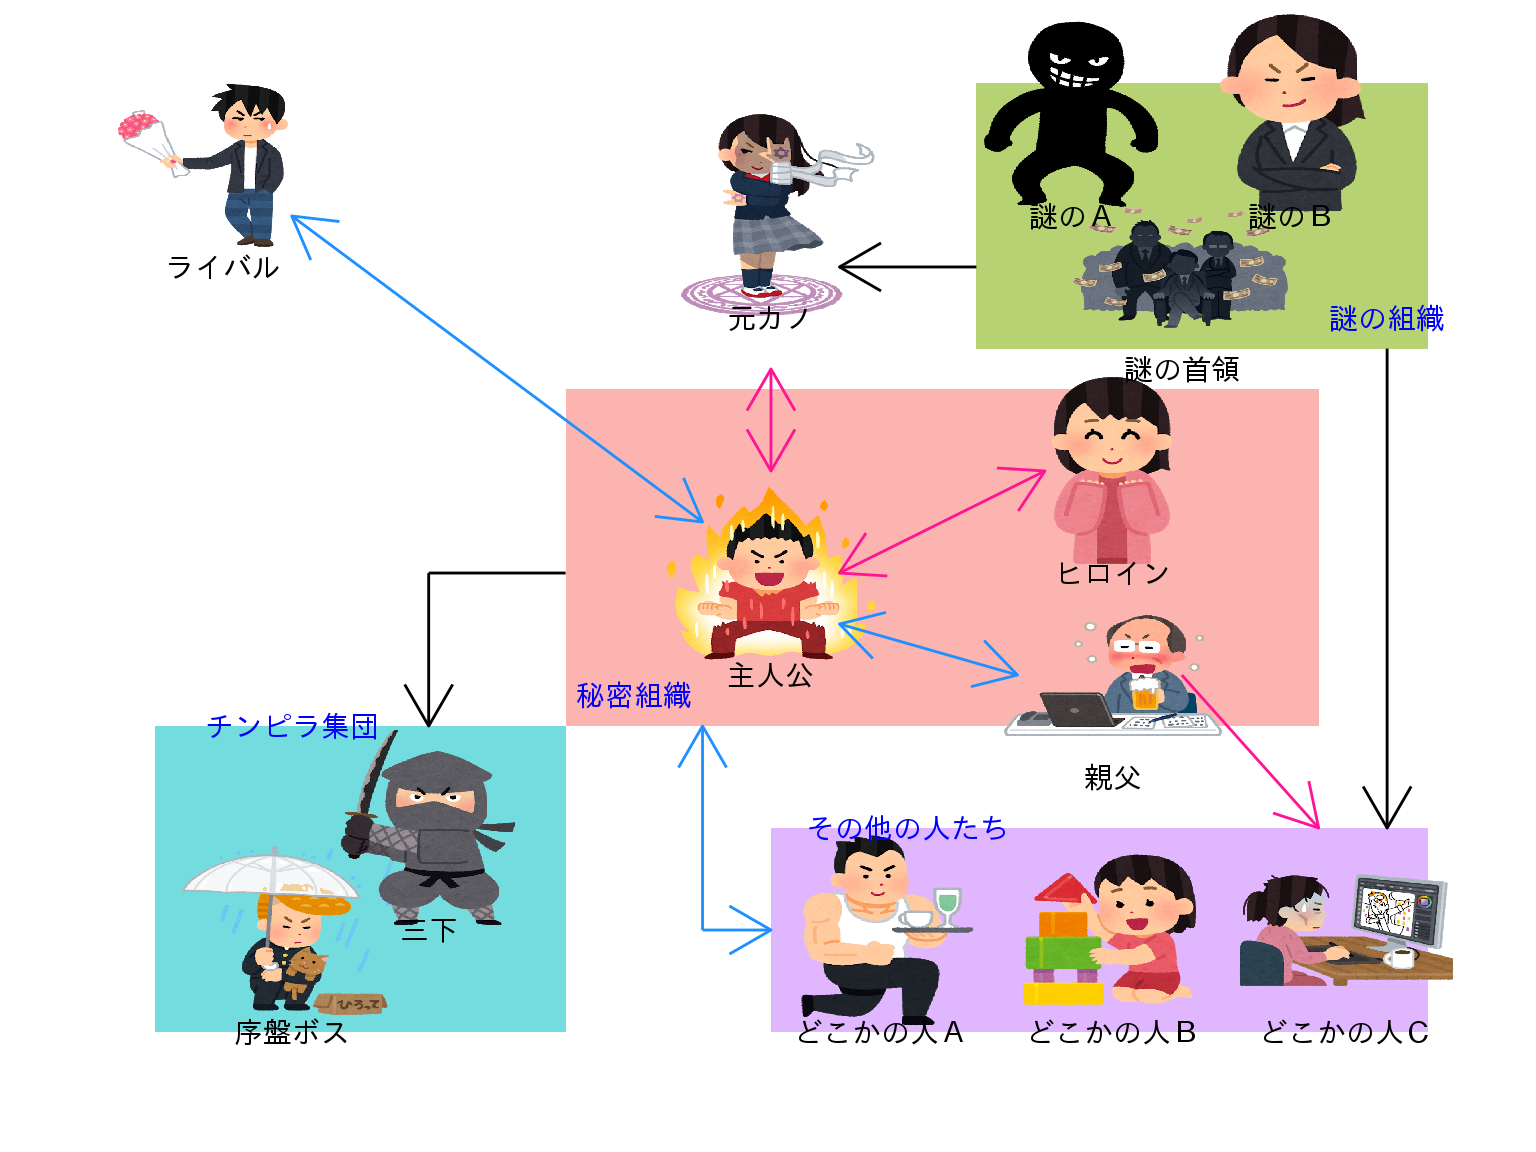 謎のA
謎のB
ライバル
元カノ
謎の組織
謎の首領
ヒロイン
主人公
秘密組織
チンピラ集団
親父
その他の人たち
三下
ひろって
序盤ボス
どこかの人A
どこかの人B
どこかの人C